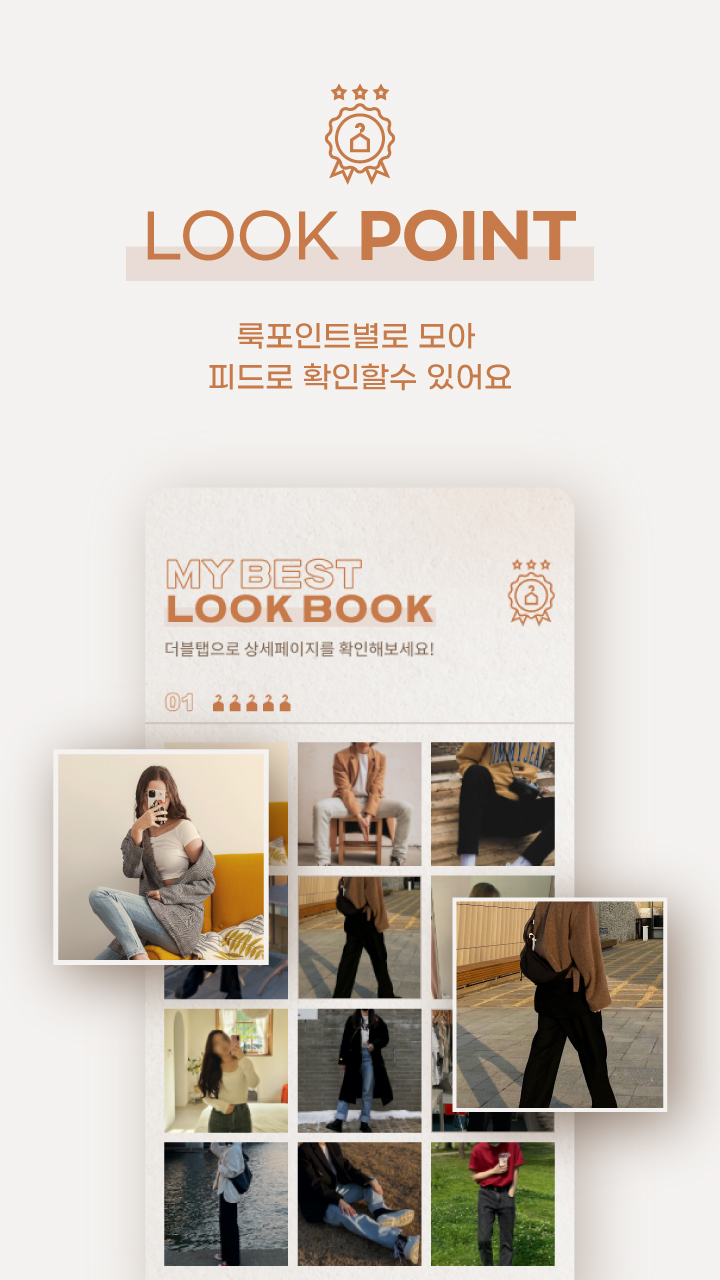 LOOK POINT
룩포인트별로 모아
피드로 확인할수 있어요
MY BEST
LOOK BOOK
더블탭으로 상세페이지를 확인해보세요!
01